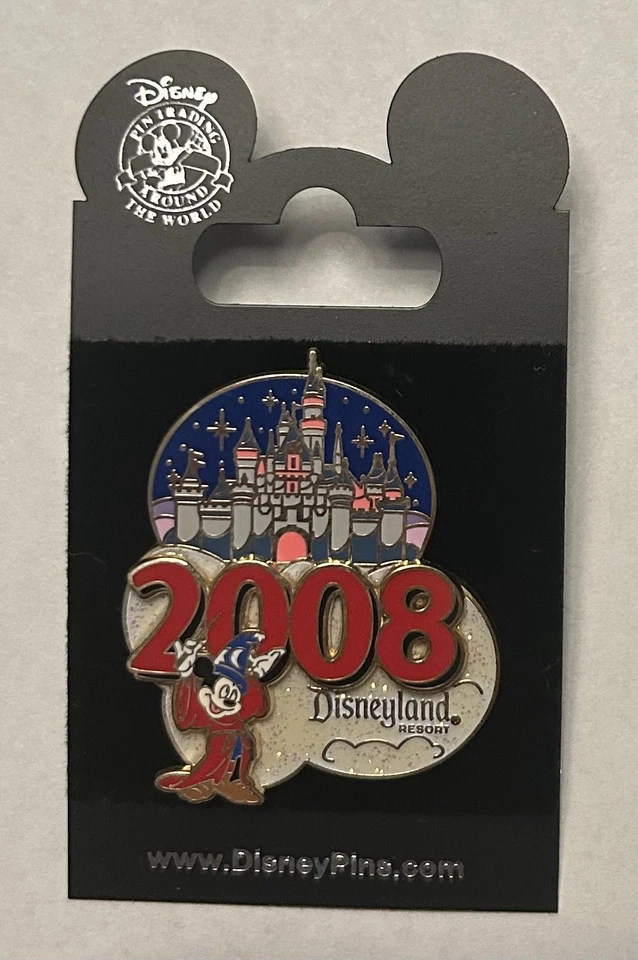 Disney
PIN TRADING
AROUND
THE WORLD
2008
Disneyland®
RESORT
www.DisneyPins.com